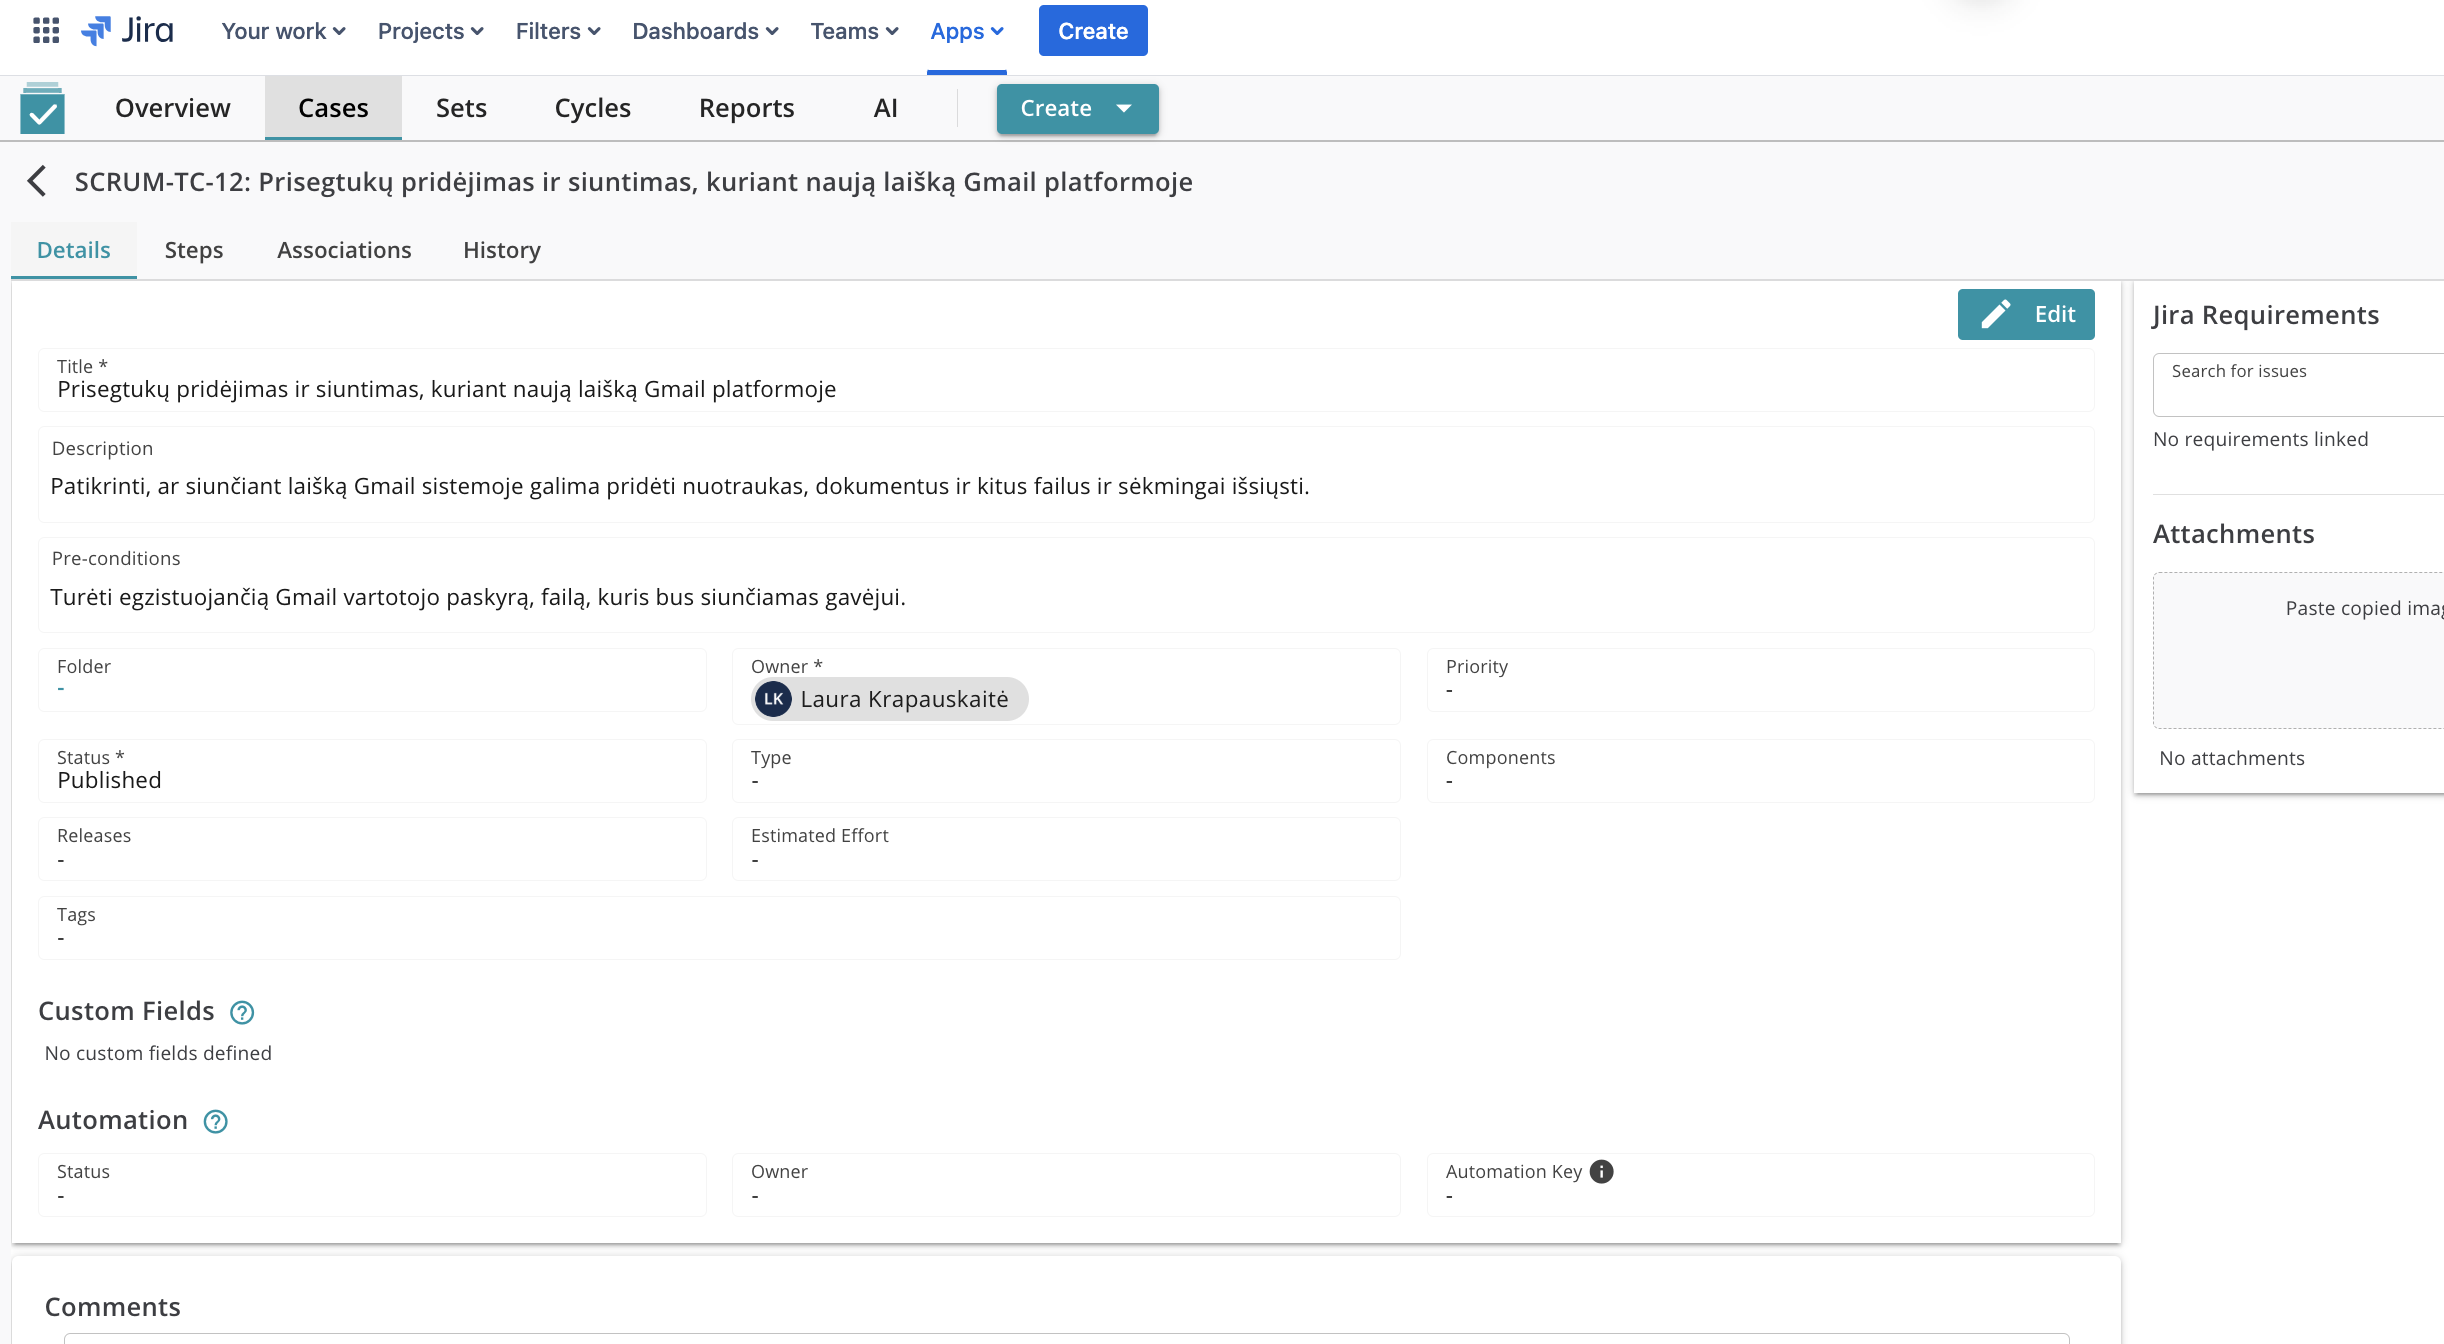 Jira Your work Projects Filters Dashboards Teams Apps Create
Overview Cases Sets Cycles Reports AI Create
SCRUM-TC-12: Prisegtukų pridėjimas ir siuntimas, kuriant naują laišką Gmail platformoje
Details Steps Associations History
Edit
Title *
Prisegtukų pridėjimas ir siuntimas, kuriant naują laišką Gmail platformoje
Description
Patikrinti, ar siunčiant laišką Gmail sistemoje galima pridėti nuotraukas, dokumentus ir kitus failus ir sėkmingai išsiųsti.
Pre-conditions
Turėti egzistuojančią Gmail vartotojo paskyrą, failą, kuris bus siunčiamas gavėjui.
Folder
-
Owner *
LK Laura Krapauskaitė
Priority
-
Status *
Published
Type
-
Components
-
Releases
-
Estimated Effort
-
Tags
-
Custom Fields ?
No custom fields defined
Automation ?
Status
-
Owner
-
Automation Key i
-
Comments
Jira Requirements
Search for issues
No requirements linked
Attachments
Paste copied imag
No attachments